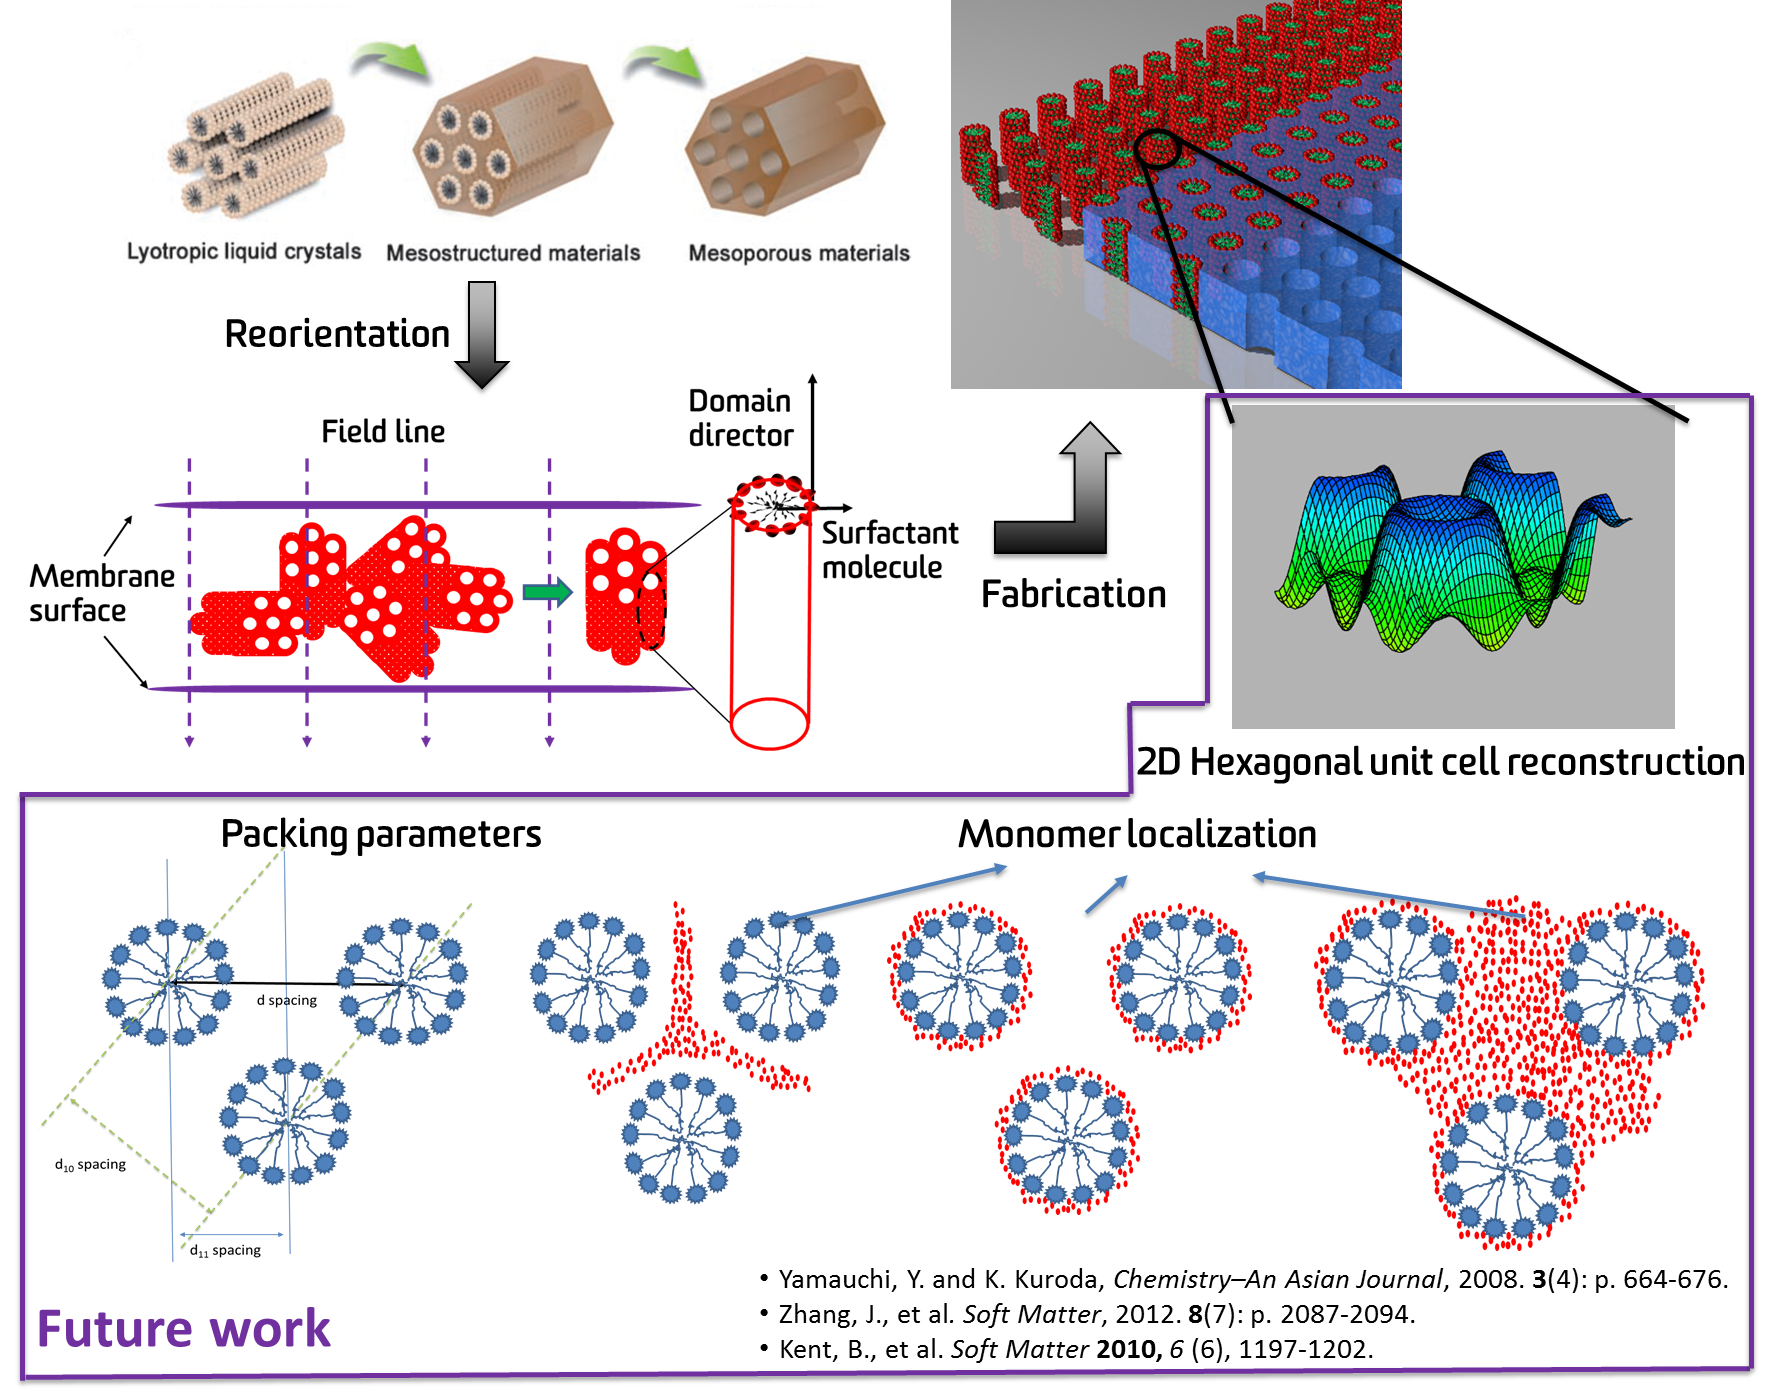 Lyotropic liquid crystals
Mesostructured materials
Mesoporous materials
Reorientation
Field line
Domain
director
Surfactant
molecule
Membrane
surface
Fabrication
2D Hexagonal unit cell reconstruction
Packing parameters
Monomer localization
d spacing
d10 spacing
d11 spacing
• Yamauchi, Y. and K. Kuroda, Chemistry–An Asian Journal, 2008. 3(4): p. 664-676.
• Zhang, J., et al. Soft Matter, 2012. 8(7): p. 2087-2094.
• Kent, B., et al. Soft Matter 2010, 6 (6), 1197-1202.
Future work